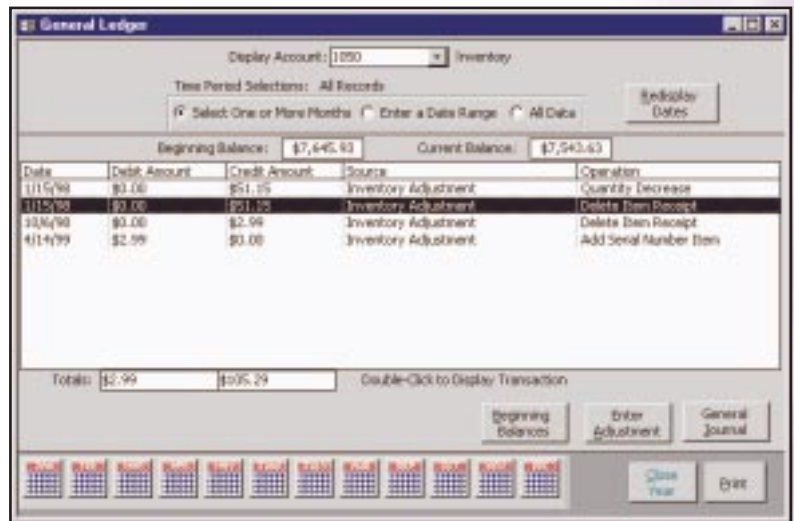 General Ledger
Display Account: 1050 Inventory
Time Period Selections: All Records
Select One or More Months Enter a Date Range All Data
Redisplay
Dates
Beginning Balance: $7,645.93 Current Balance: $7,543.63
Date Debit Amount Credit Amount Source Operation
1/15/98 $0.00 $51.15 Inventory Adjustment Quantity Decrease
1/15/98 $0.00 $51.15 Inventory Adjustment Delete Item Receipt
10/6/98 $0.00 $2.99 Inventory Adjustment Delete Item Receipt
4/14/99 $2.99 $0.00 Inventory Adjustment Add Serial Number Item
Totals: $2.99 $105.29 Double-Click to Display Transaction
Beginning
Balances
Enter
Adjustment
General
Journal
Close
Year
Print